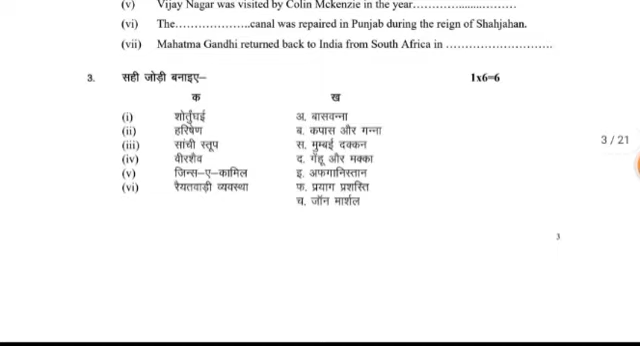 (v) Vijay Nagar was visited by Colin Mckenzie in the year.......................
(vi) The....................canal was repaired in Punjab during the reign of Shahjahan.
(vii) Mahatma Gandhi returned back to India from South Africa in ............................
3. सही जोड़ी बनाइए– 1x6=6
क ख
(i) शोर्तुघई अ. बासवन्ना
(ii) हरिषेण ब. कपास और गन्ना
(iii) सांची स्तूप स. मुम्बई दक्कन
(iv) वीरशैव द. गेंहू और मक्का
(v) जिन्स–ए–कामिल इ. अफगानिस्तान
(vi) रैयतवाड़ी व्यवस्था फ. प्रयाग प्रशस्ति
च. जॉन मार्शल
3 / 21
3